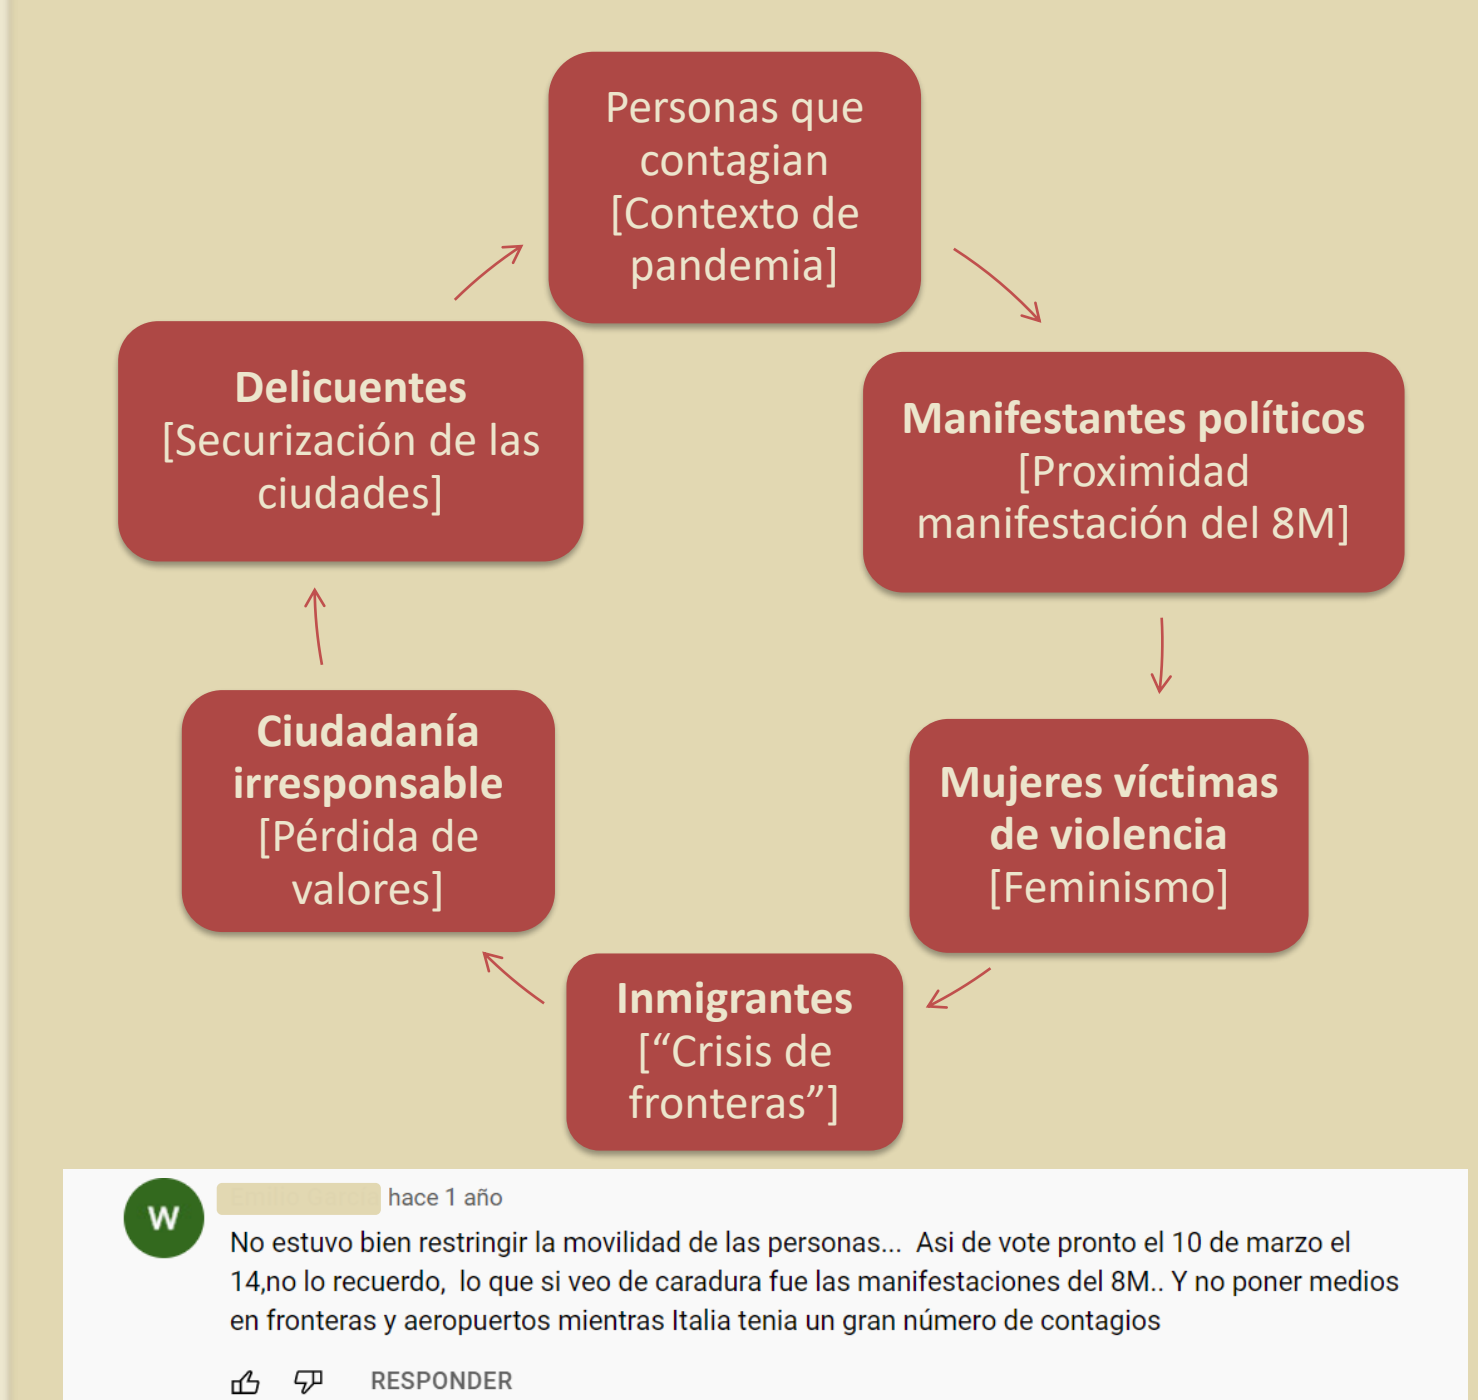 Personas que
contagian
[Contexto de
pandemia]
Manifestantes políticos
[Proximidad
manifestación del 8M]
Mujeres víctimas
de violencia
[Feminismo]
Inmigrantes
[“Crisis de
fronteras”]
Ciudadanía
irresponsable
[Pérdida de
valores]
Delicuentes
[Securización de las
ciudades]
W
hace 1 año
No estuvo bien restringir la movilidad de las personas... Asi de vote pronto el 10 de marzo el
14,no lo recuerdo, lo que si veo de caradura fue las manifestaciones del 8M.. Y no poner medios
en fronteras y aeropuertos mientras Italia tenia un gran número de contagios
RESPONDER